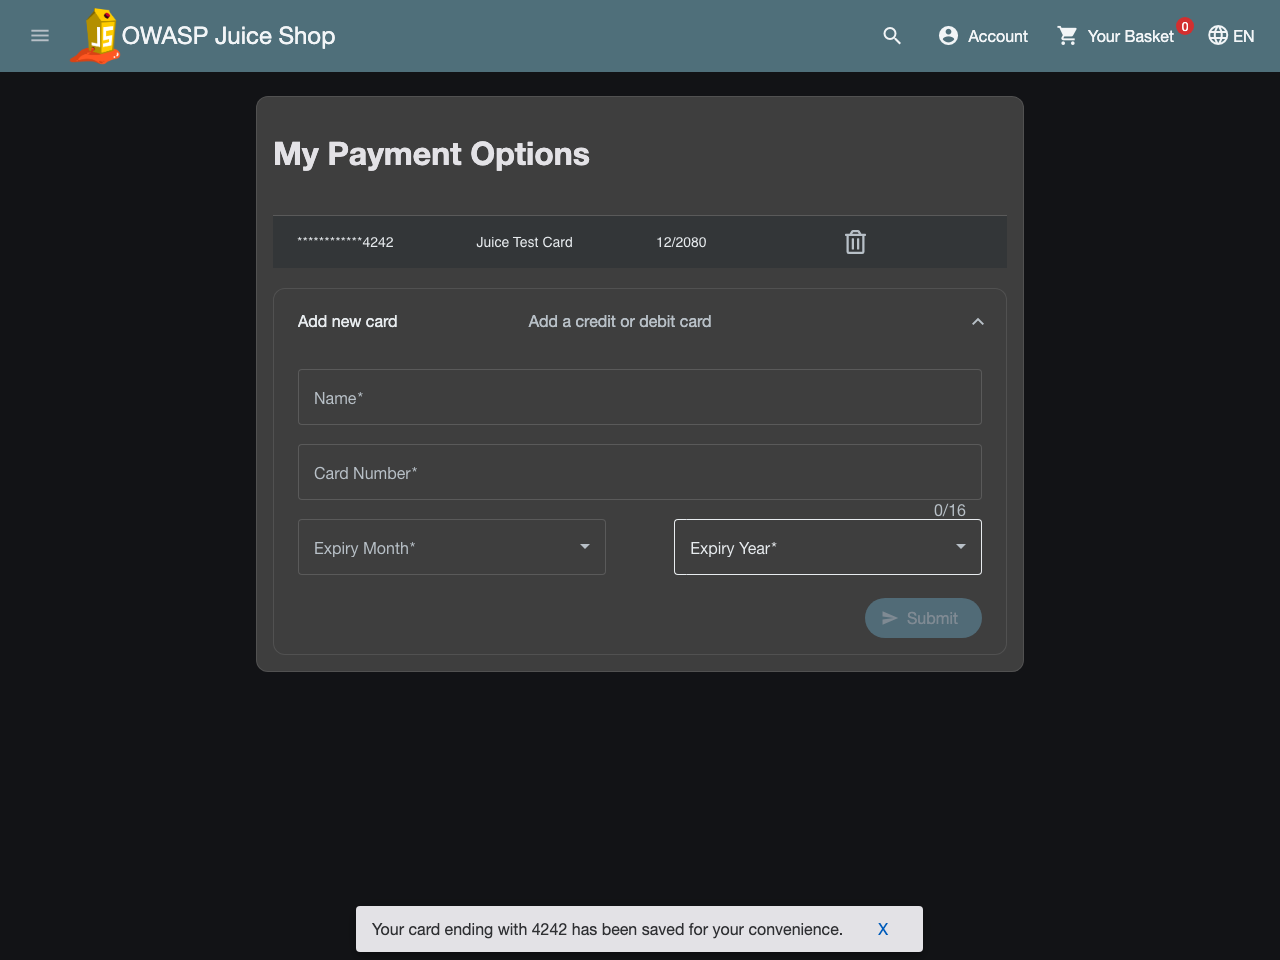 JS OWASP Juice Shop Account Your Basket 0 EN
My Payment Options
************4242 Juice Test Card 12/2080
Add new card Add a credit or debit card
Name*
Card Number*
0/16
Expiry Month* Expiry Year*
Submit
Your card ending with 4242 has been saved for your convenience. X